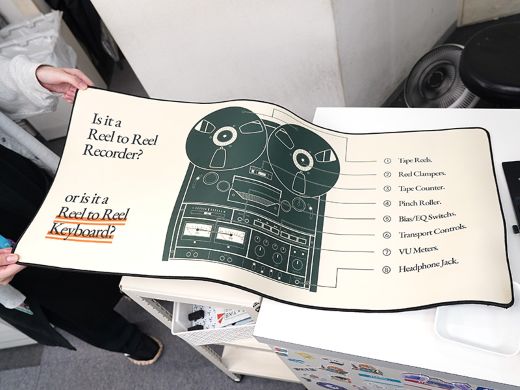 Is it a
Reel to Reel
Recorder?
or is it a
Reel to Reel
Keyboard?
① Tape Reels.
② Reel Clampers.
③ Tape Counter.
④ Pinch Roller.
⑤ Bias/EQ Switchs.
⑥ Transport Controls.
⑦ VU Meters.
⑧ Headphone Jack.